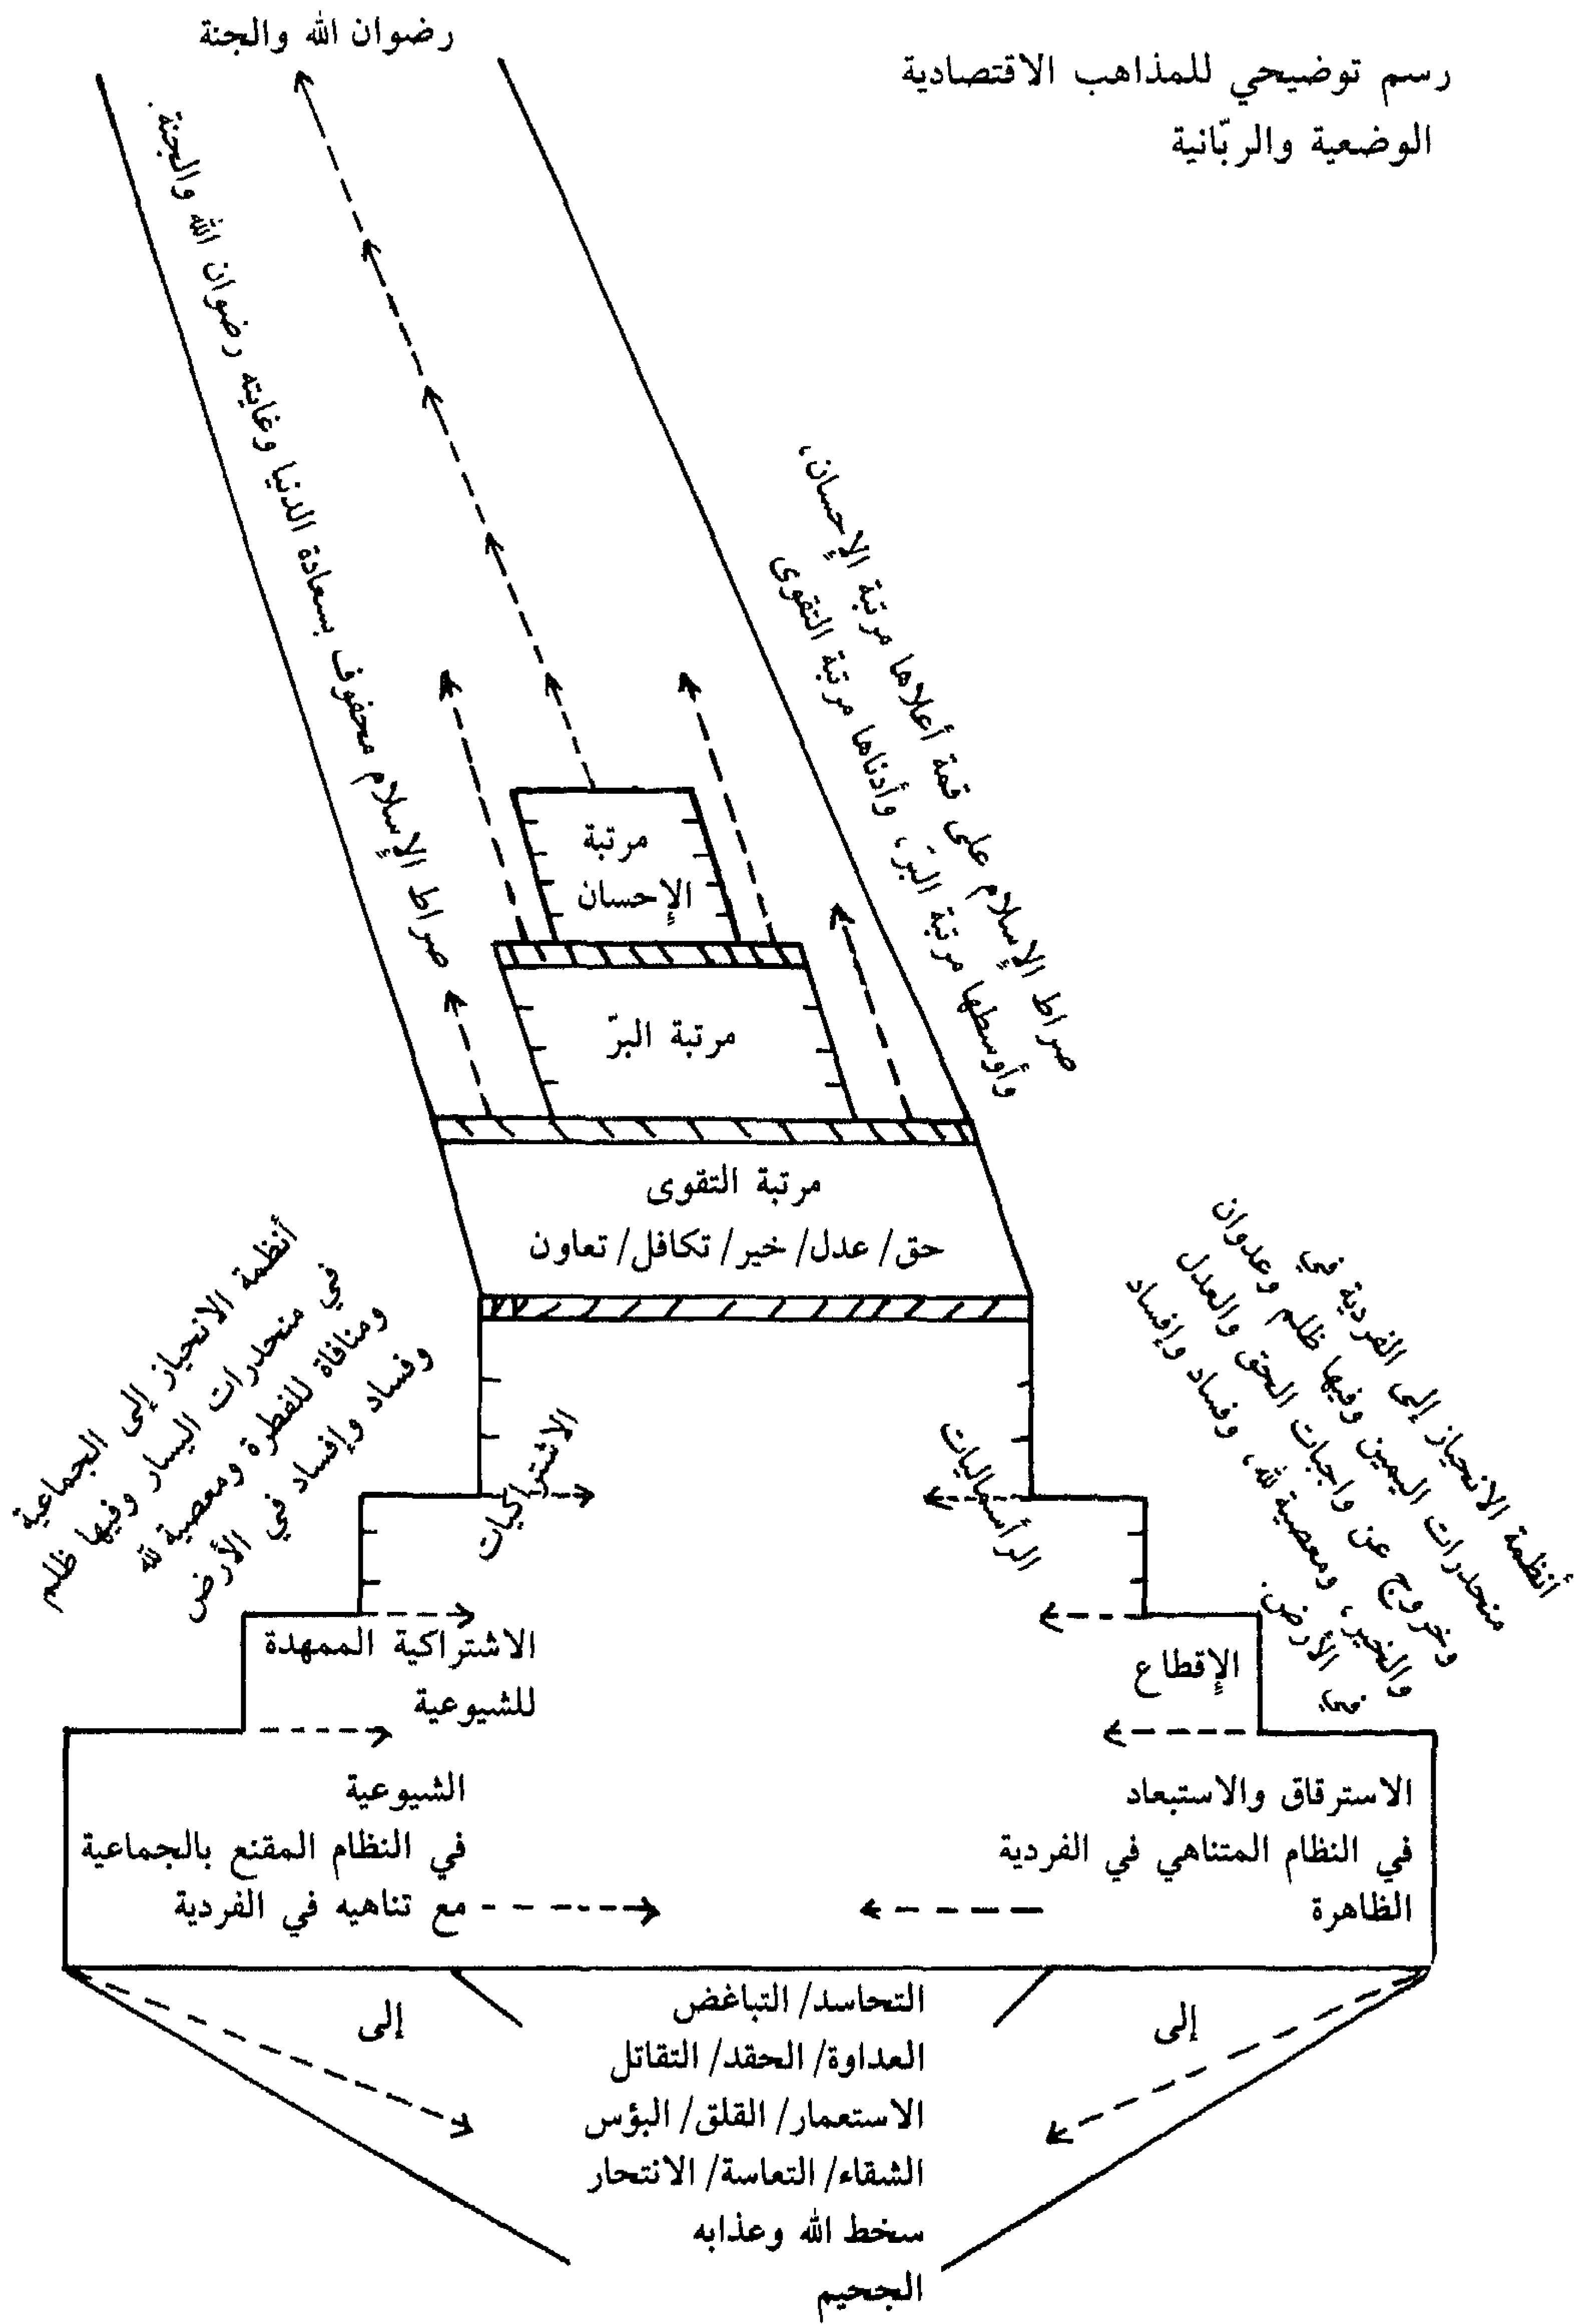 رسم توضيحي للمذاهب الاقتصادية
الوضعية والربّانية
رضوان الله والجنة
صراط الإسلام محفوف بسعادة الدنيا وغايته رضوان الله والجنة.
صراط الإسلام على قمة أعلاها مرتبة الإحسان،
وأوسطها مرتبة البرّ، وأدناها مرتبة التقوى
مرتبة
الإحسان
مرتبة البرّ
مرتبة التقوى
حق/ عدل/ خير/ تكافل/ تعاون
أنظمة الانحياز إلى الفردية في
منحدرات اليمين وفيها ظلم وعدوان
وخروج عن واجبات الحق والعدل
والخير، ومعصية لله، وفساد وإفساد
في الأرض.
أنظمة الانحياز إلى الجماعية
في منحدرات اليسار وفيها ظلم
ومنافاة للفطرة ومعصية لله
وفساد وإفساد في الأرض
الرأسماليات
الاشتراكيات
الإقطاع
الاشتراكية الممهدة
للشيوعية
الاسترقاق والاستبعاد
في النظام المتناهي في الفردية
الظاهرة
الشيوعية
في النظام المقنع بالجماعية
مع تناهيه في الفردية
إلى
إلى
التحاسد/ التباغض
العداوة/ الحقد/ التقاتل
الاستعمار/ القلق/ البؤس
الشقاء/ التعاسة/ الانتحار
سخط الله وعذابه
الجحيم